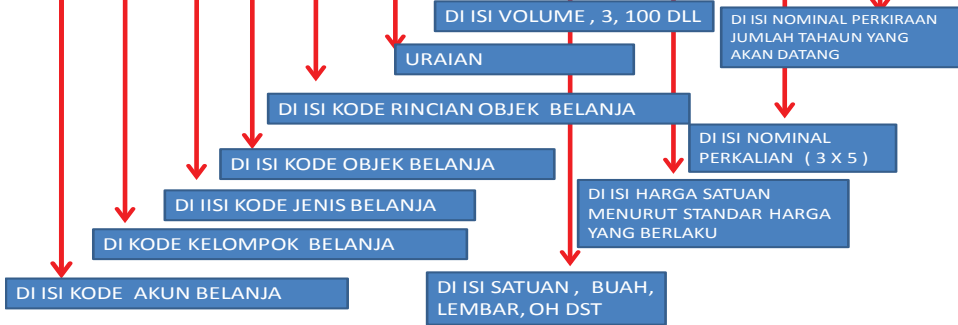 DI ISI VOLUME , 3, 100 DLL
DI ISI NOMINAL PERKIRAAN
JUMLAH TAHAUN YANG
AKAN DATANG
URAIAN
DI ISI KODE RINCIAN OBJEK BELANJA
DI ISI NOMINAL
PERKALIAN ( 3 X 5 )
DI ISI KODE OBJEK BELANJA
DI IISI KODE JENIS BELANJA
DI ISI HARGA SATUAN
MENURUT STANDAR HARGA
YANG BERLAKU
DI KODE KELOMPOK BELANJA
DI ISI KODE AKUN BELANJA
DI ISI SATUAN , BUAH,
LEMBAR, OH DST